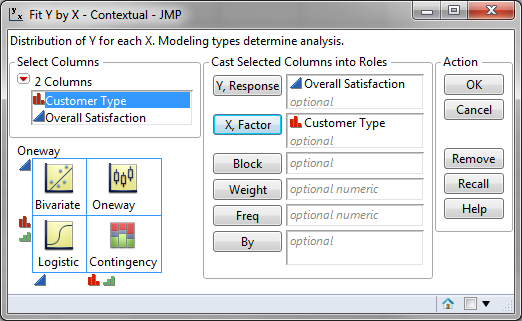 Fit Y by X - Contextual - JMP
Distribution of Y for each X. Modeling types determine analysis.
Select Columns
2 Columns
Customer Type
Overall Satisfaction
Oneway
Bivariate
Oneway
Logistic
Contingency
Cast Selected Columns into Roles
Y, Response
Overall Satisfaction
optional
X, Factor
Customer Type
optional
Block
optional
Weight
optional numeric
Freq
optional numeric
By
optional
Action
OK
Cancel
Remove
Recall
Help